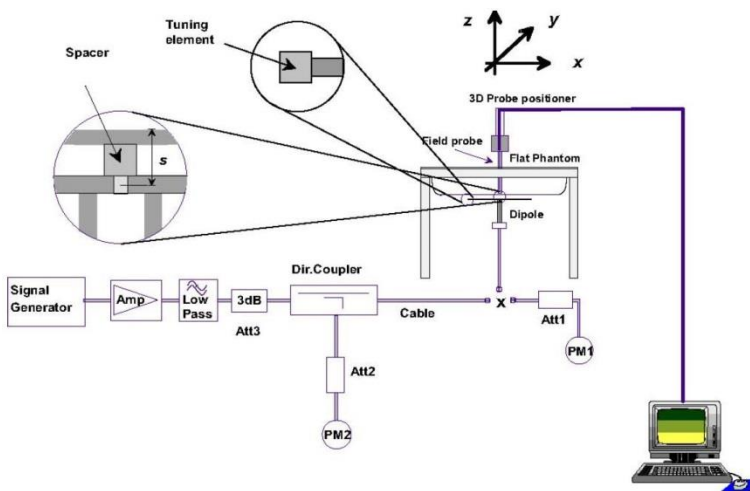 Tuning
element
Spacer
s
z
y
x
3D Probe positioner
Field probe
Flat Phantom
Dipole
Signal
Generator
Amp
Low
Pass
3dB
Att3
Dir.Coupler
Cable
x
Att1
PM1
Att2
PM2